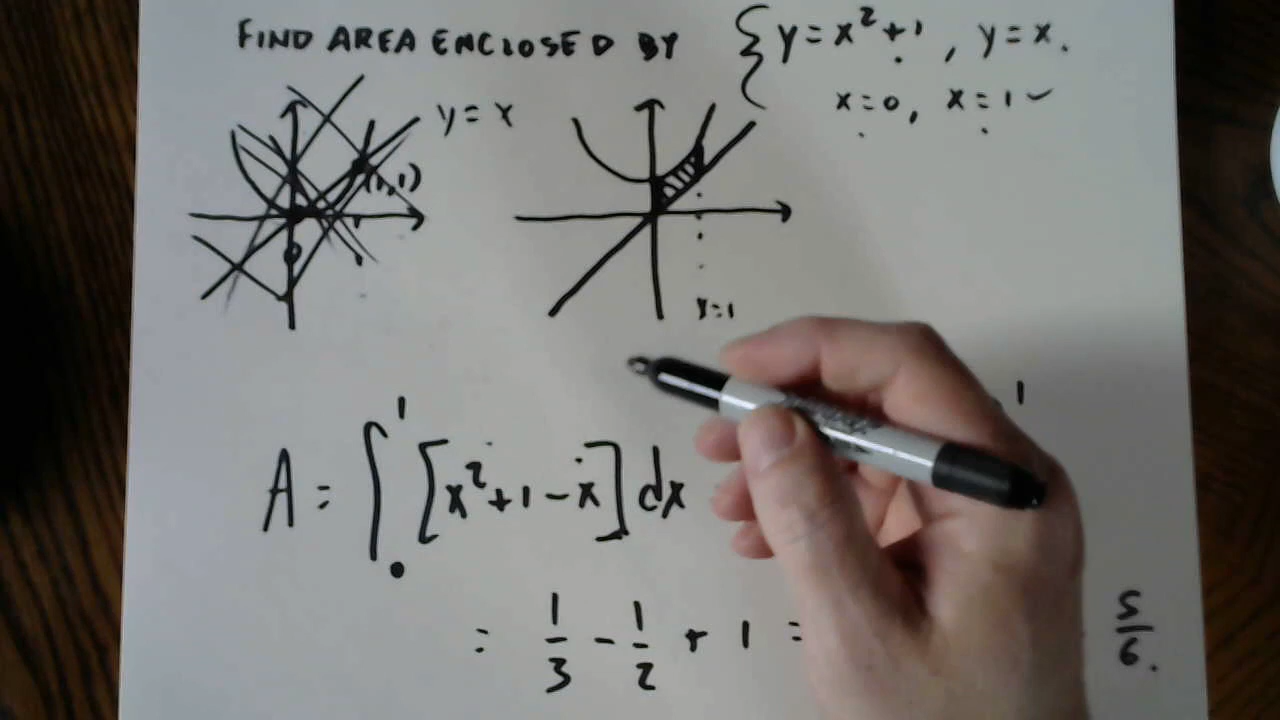 FIND AREA ENCLOSED BY { y = x² + 1 , y = x .
x = 0 , x = 1
y = x
(1,1)
x=1
1
A = ∫₀¹ [x² + 1 - x] dx
= 1/3 - 1/2 + 1 =
5/6 .